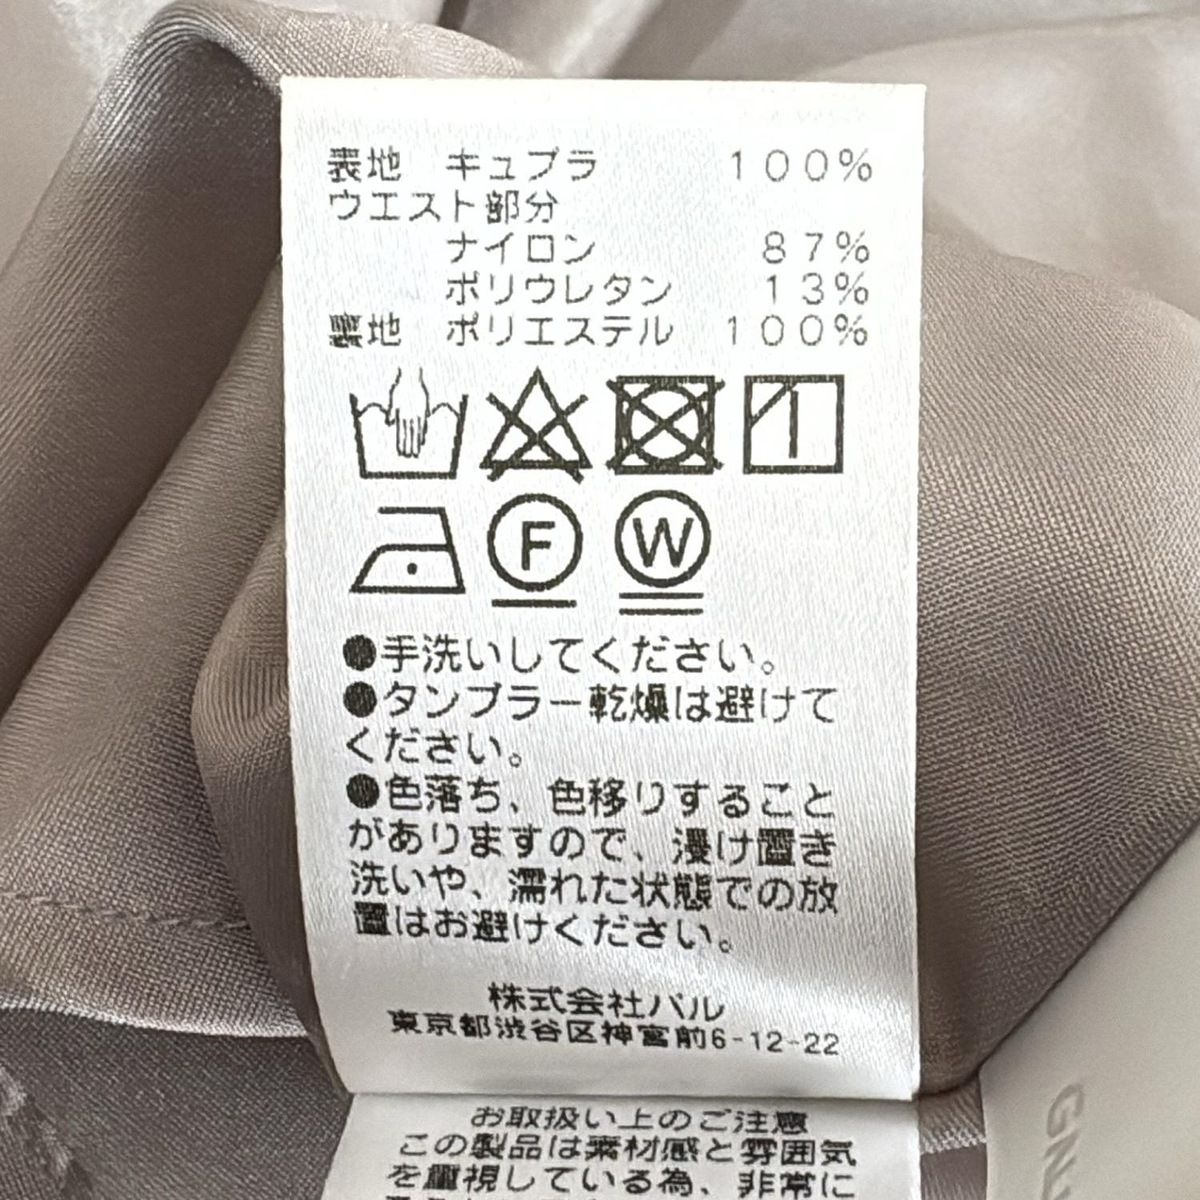 表地 キュプラ 100%
ウエスト部分
ナイロン 87%
ポリウレタン 13%
裏地 ポリエステル 100%
F W
●手洗いしてください。
●タンブラー乾燥は避けて
ください。
●色落ち、色移りすること
がありますので、浸け置き
洗いや、濡れた状態での放
置はお避けください。
株式会社パル
東京都渋谷区神宮前6-12-22
お取扱い上のご注意
この製品は素材感と雰囲気
を重視している為、非常に